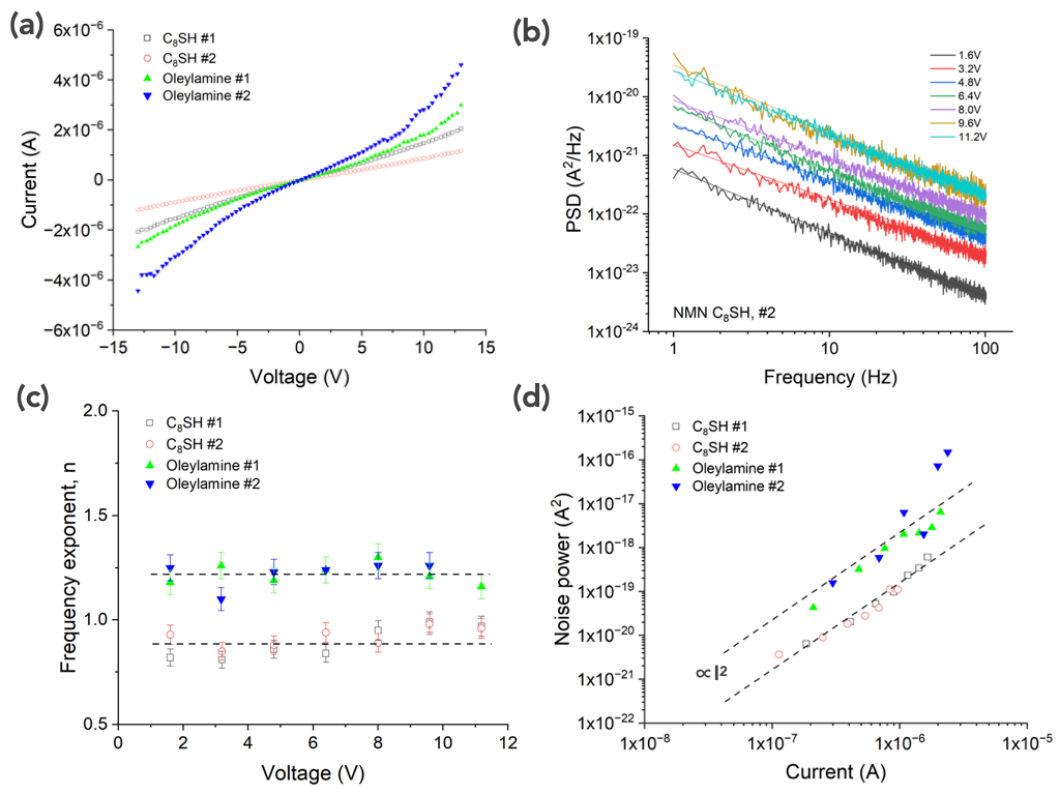 (a)
6x10⁻⁶
4x10⁻⁶
2x10⁻⁶
0
−2x10⁻⁶
−4x10⁻⁶
−6x10⁻⁶
Current (A)
C₈SH #1
C₈SH #2
Oleylamine #1
Oleylamine #2
−15 −10 −5 0 5 10 15
Voltage (V)
(b)
1x10⁻¹⁹
1x10⁻²⁰
1x10⁻²¹
1x10⁻²²
1x10⁻²³
1x10⁻²⁴
PSD (A²/Hz)
1.6V
3.2V
4.8V
6.4V
8.0V
9.6V
11.2V
NMN C₈SH, #2
1 10 100
Frequency (Hz)
(c)
2.0
1.5
1.0
0.5
Frequency exponent, n
C₈SH #1
C₈SH #2
Oleylamine #1
Oleylamine #2
0 2 4 6 8 10 12
Voltage (V)
(d)
1x10⁻¹⁵
1x10⁻¹⁶
1x10⁻¹⁷
1x10⁻¹⁸
1x10⁻¹⁹
1x10⁻²⁰
1x10⁻²¹
1x10⁻²²
Noise power (A²)
C₈SH #1
C₈SH #2
Oleylamine #1
Oleylamine #2
∝I²
1x10⁻⁸ 1x10⁻⁷ 1x10⁻⁶ 1x10⁻⁵
Current (A)